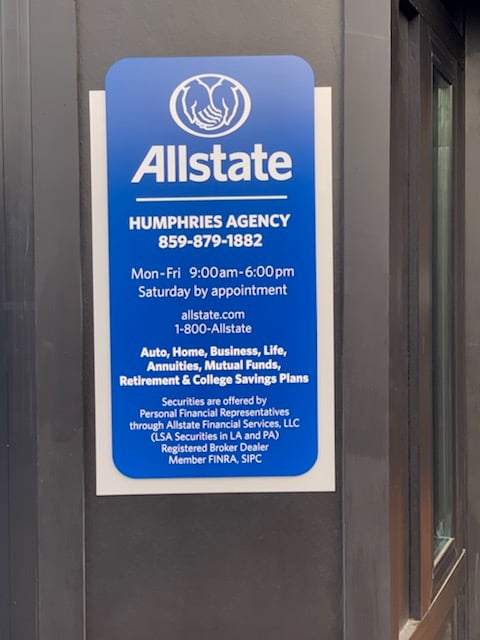 Allstate
HUMPHRIES AGENCY
859-879-1882
Mon-Fri 9:00am-6:00pm
Saturday by appointment
allstate.com
1-800-Allstate
Auto, Home, Business, Life,
Annuities, Mutual Funds,
Retirement & College Savings Plans
Securities are offered by
Personal Financial Representatives
through Allstate Financial Services, LLC
(LSA Securities in LA and PA)
Registered Broker Dealer
Member FINRA, SIPC